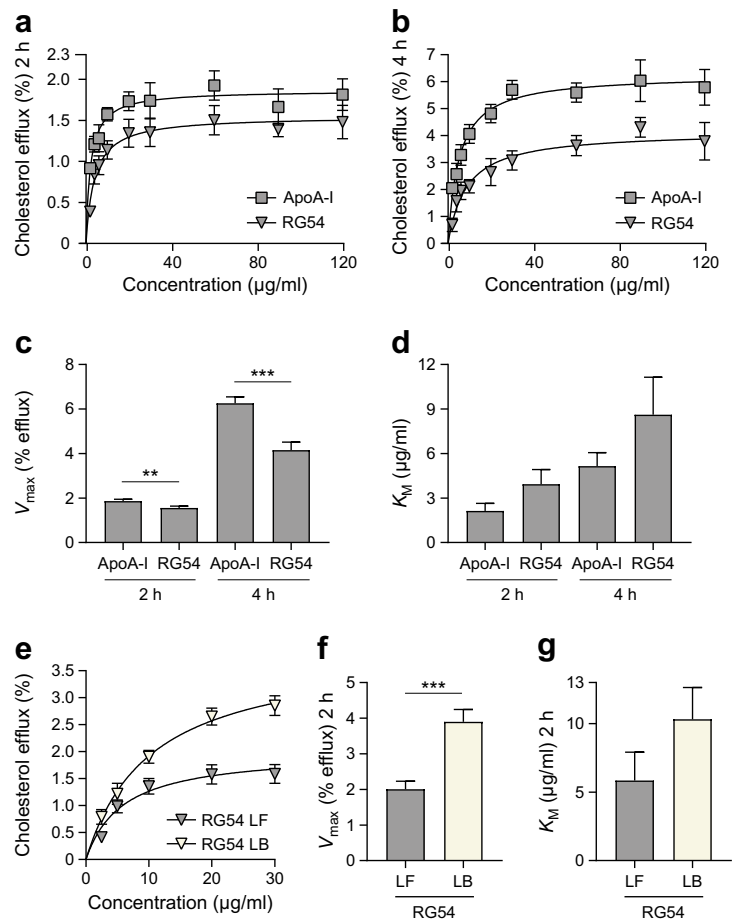 a
Cholesterol efflux (%) 2 h
2.3
2.0
1.5
1.0
0.5
0
ApoA-I
RG54
0 40 80 120
Concentration (µg/ml)
b
Cholesterol efflux (%) 4 h
7
6
5
4
3
2
1
0
ApoA-I
RG54
0 40 80 120
Concentration (µg/ml)
c
Vmax (% efflux)
8
6
4
2
0
**
***
ApoA-I RG54 ApoA-I RG54
2 h 4 h
d
KM (µg/ml)
12
9
6
3
0
ApoA-I RG54 ApoA-I RG54
2 h 4 h
e
Cholesterol efflux (%)
3.5
3.0
2.5
2.0
1.5
1.0
0.5
0
RG54 LF
RG54 LB
0 10 20 30
Concentration (µg/ml)
f
Vmax (% efflux) 2 h
5
4
3
2
1
0
***
LF LB
RG54
g
KM (µg/ml) 2 h
13
10
5
0
LF LB
RG54